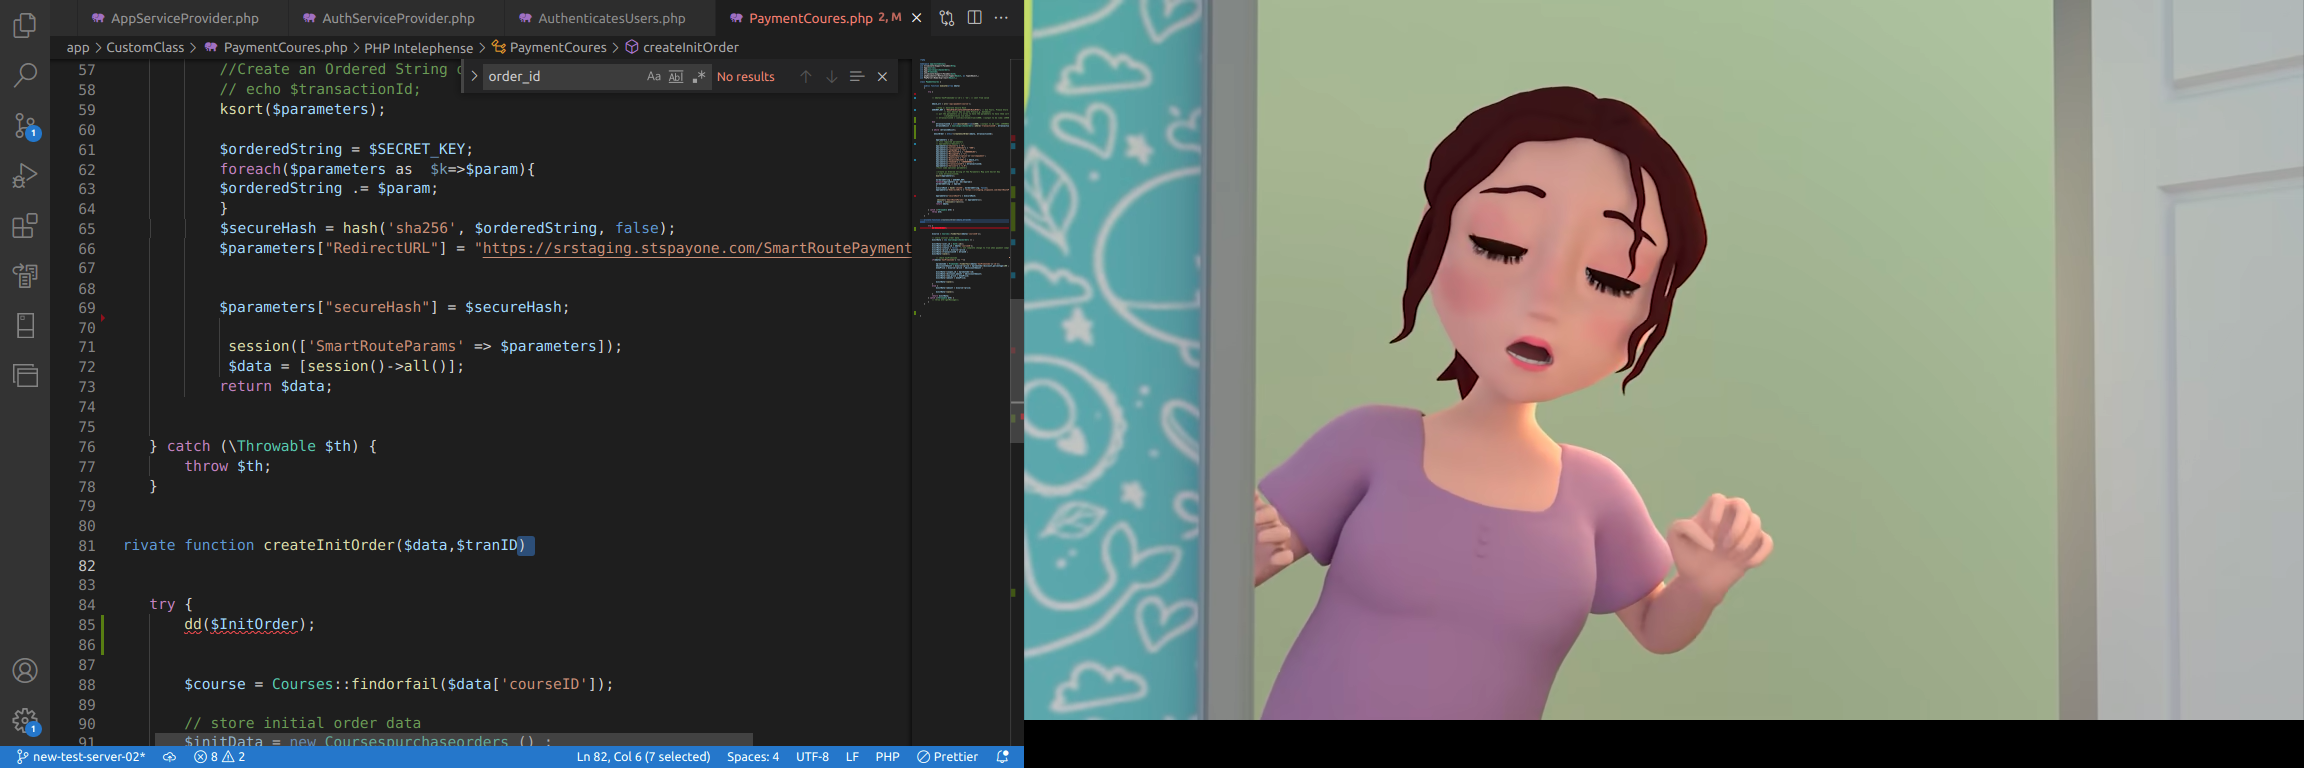 AppServiceProvider.php AuthServiceProvider.php AuthenticatesUsers.php PaymentCoures.php 2, M
app > CustomClass > PaymentCoures.php > PHP Intelephense > PaymentCoures > createInitOrder
order_id Aa Abl .* No results
57 //Create an Ordered String
58 // echo $transactionId;
59 ksort($parameters);
60
61 $orderedString = $SECRET_KEY;
62 foreach($parameters as  $k=>$param){
63 $orderedString .= $param;
64 }
65 $secureHash = hash('sha256', $orderedString, false);
66 $parameters["RedirectURL"] = "https://srstaging.stspayone.com/SmartRoutePayment
67
68
69 $parameters["secureHash"] = $secureHash;
70
71 session(['SmartRouteParams' => $parameters]);
72 $data = [session()->all()];
73 return $data;
74
75
76 } catch (\Throwable $th) {
77 throw $th;
78 }
79
80
81 rivate function createInitOrder($data,$tranID)
82
83
84 try {
85 dd($InitOrder);
86
87
88 $course = Courses::findorfail($data['courseID']);
89
90 // store initial order data
91 $initData = new Coursespurchaseorders () ;
1
1
new-test-server-02* 8 2 Ln 82, Col 6 (7 selected) Spaces: 4 UTF-8 LF PHP Prettier